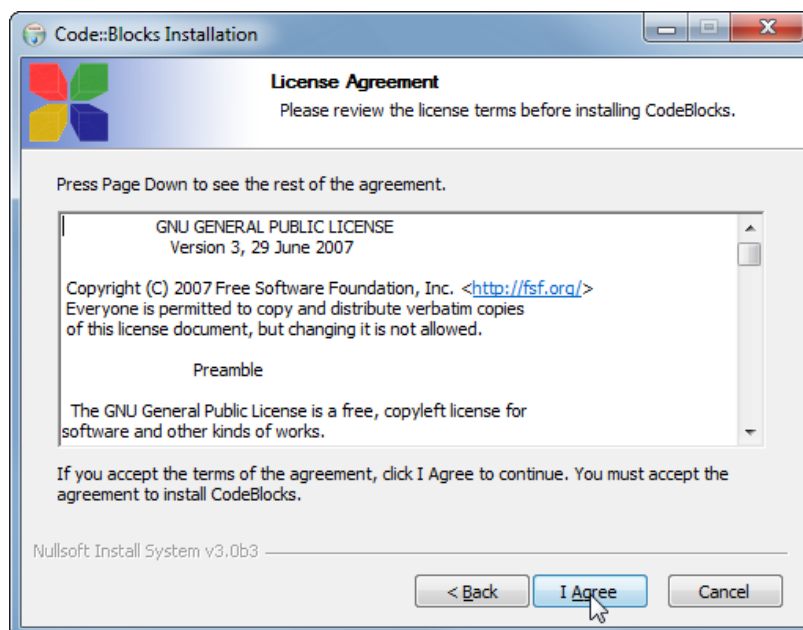 Code::Blocks Installation
License Agreement
Please review the license terms before installing CodeBlocks.
Press Page Down to see the rest of the agreement.
GNU GENERAL PUBLIC LICENSE
Version 3, 29 June 2007
Copyright (C) 2007 Free Software Foundation, Inc. <http://fsf.org/>
Everyone is permitted to copy and distribute verbatim copies
of this license document, but changing it is not allowed.
Preamble
The GNU General Public License is a free, copyleft license for
software and other kinds of works.
If you accept the terms of the agreement, click I Agree to continue. You must accept the
agreement to install CodeBlocks.
Nullsoft Install System v3.0b3
< Back I Agree Cancel